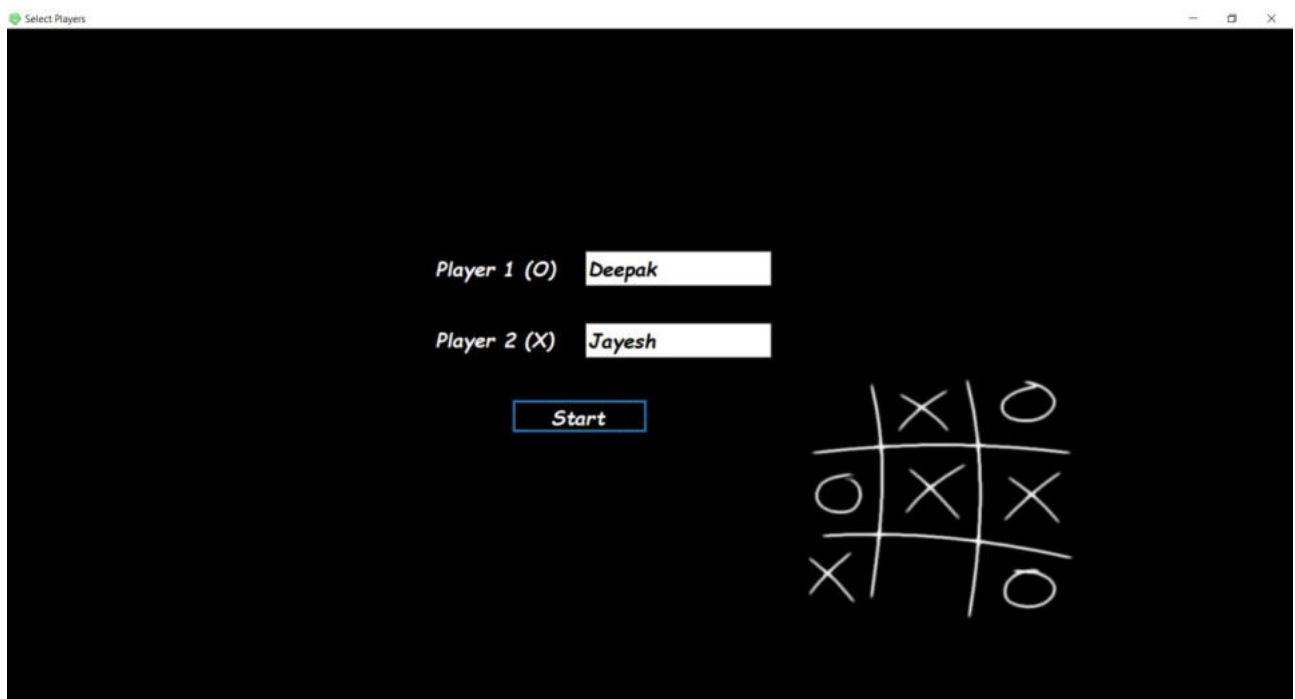 Select Players
Player 1 (O) Deepak
Player 2 (X) Jayesh
Start
X O
O X X
X O